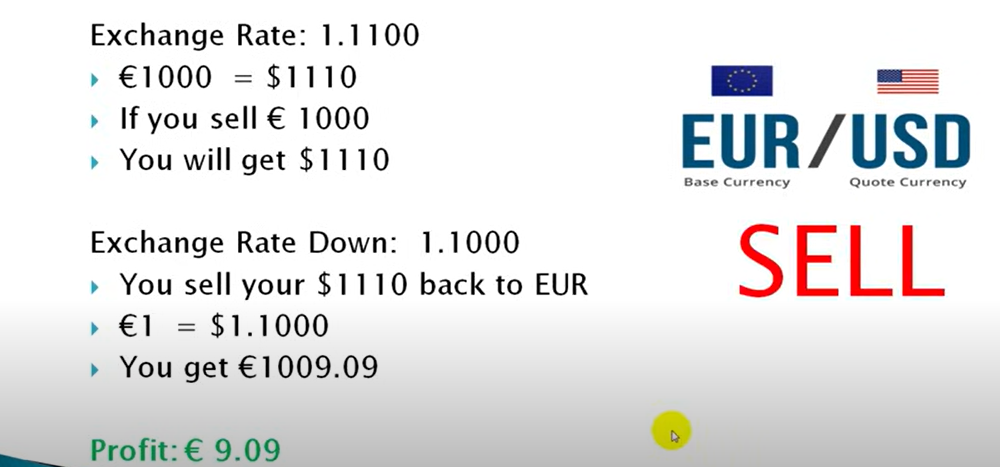 Exchange Rate: 1.1100
€1000 = $1110
If you sell € 1000
You will get $1110
Exchange Rate Down: 1.1000
You sell your $1110 back to EUR
€1 = $1.1000
You get €1009.09
Profit: € 9.09
EUR/USD
Base Currency Quote Currency
SELL